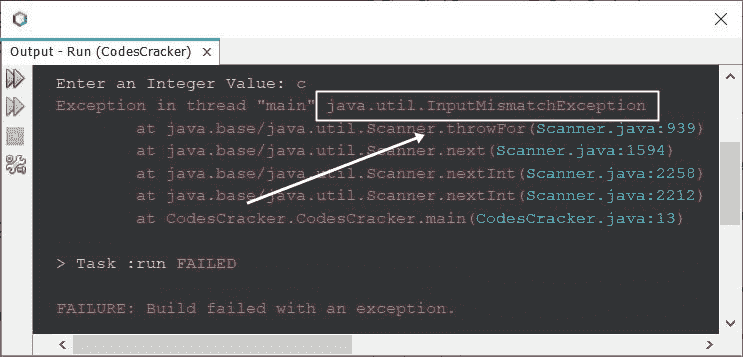 Output - Run (CodesCracker) ×
Enter an Integer Value: c
Exception in thread "main" java.util.InputMismatchException
at java.base/java.util.Scanner.throwFor(Scanner.java:939)
at java.base/java.util.Scanner.next(Scanner.java:1594)
at java.base/java.util.Scanner.nextInt(Scanner.java:2258)
at java.base/java.util.Scanner.nextInt(Scanner.java:2212)
at CodesCracker.CodesCracker.main(CodesCracker.java:13)
> Task :run FAILED
FAILURE: Build failed with an exception.